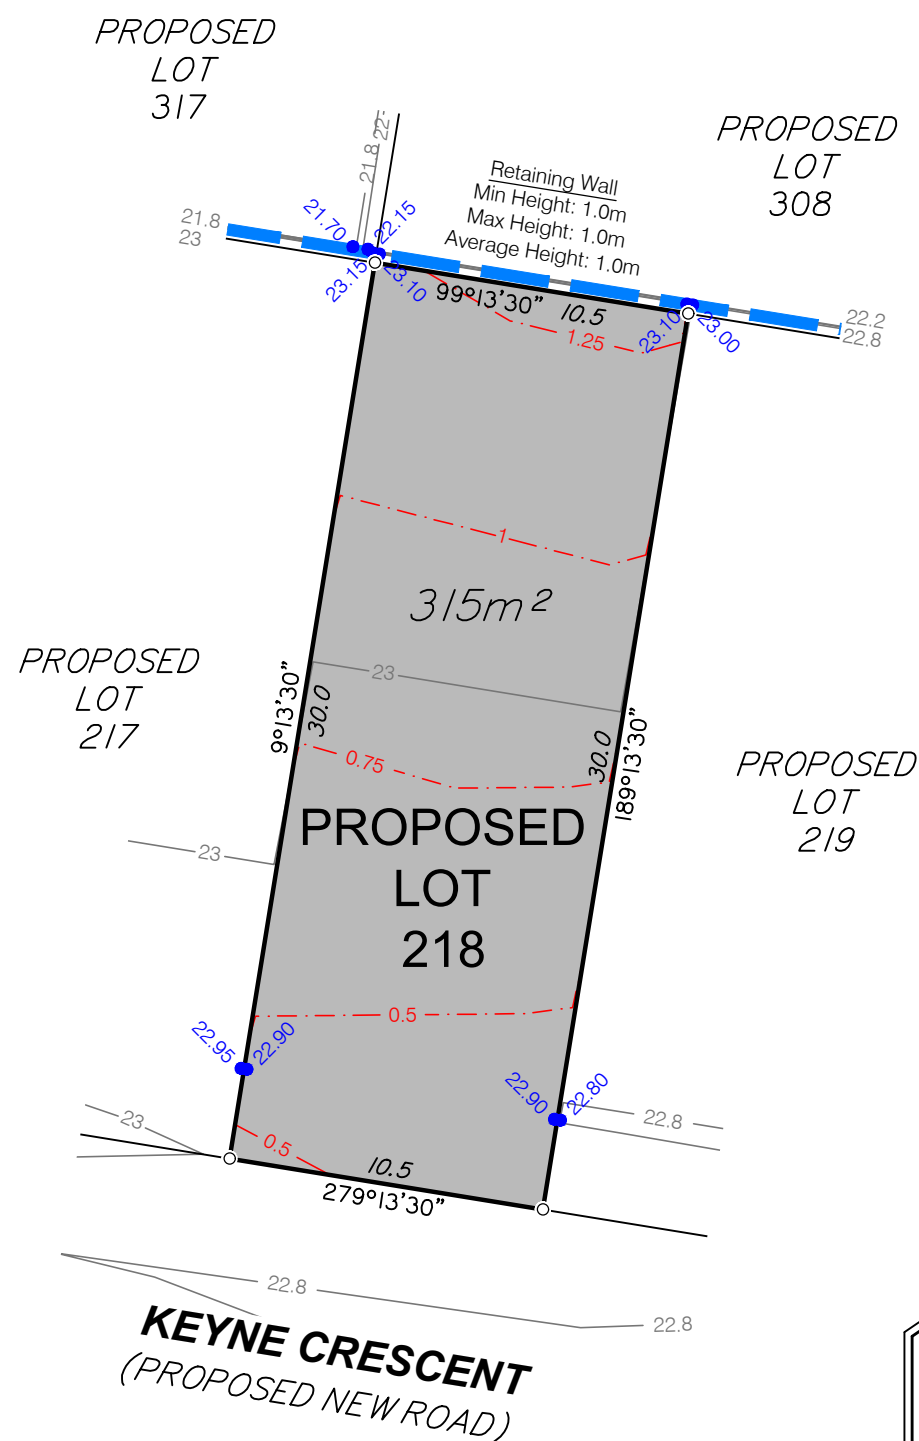 PROPOSED
LOT
317
PROPOSED
LOT
308
21.8
22
Retaining Wall
Min Height: 1.0m
Max Height: 1.0m
Average Height: 1.0m
21.8
23
21.70
22.15
23.15
23.10
99°13'30"
10.5
1.25
23.10
23.00
22.2
22.8
1
315m²
23
9°13'30"
30.0
30.0
189°13'30"
PROPOSED
LOT
217
0.75
PROPOSED
LOT
219
PROPOSED
LOT
218
23
0.5
22.95
22.90
22.90
22.80
23
22.8
0.5
10.5
279°13'30"
22.8
22.8
KEYNE CRESCENT
(PROPOSED NEW ROAD)